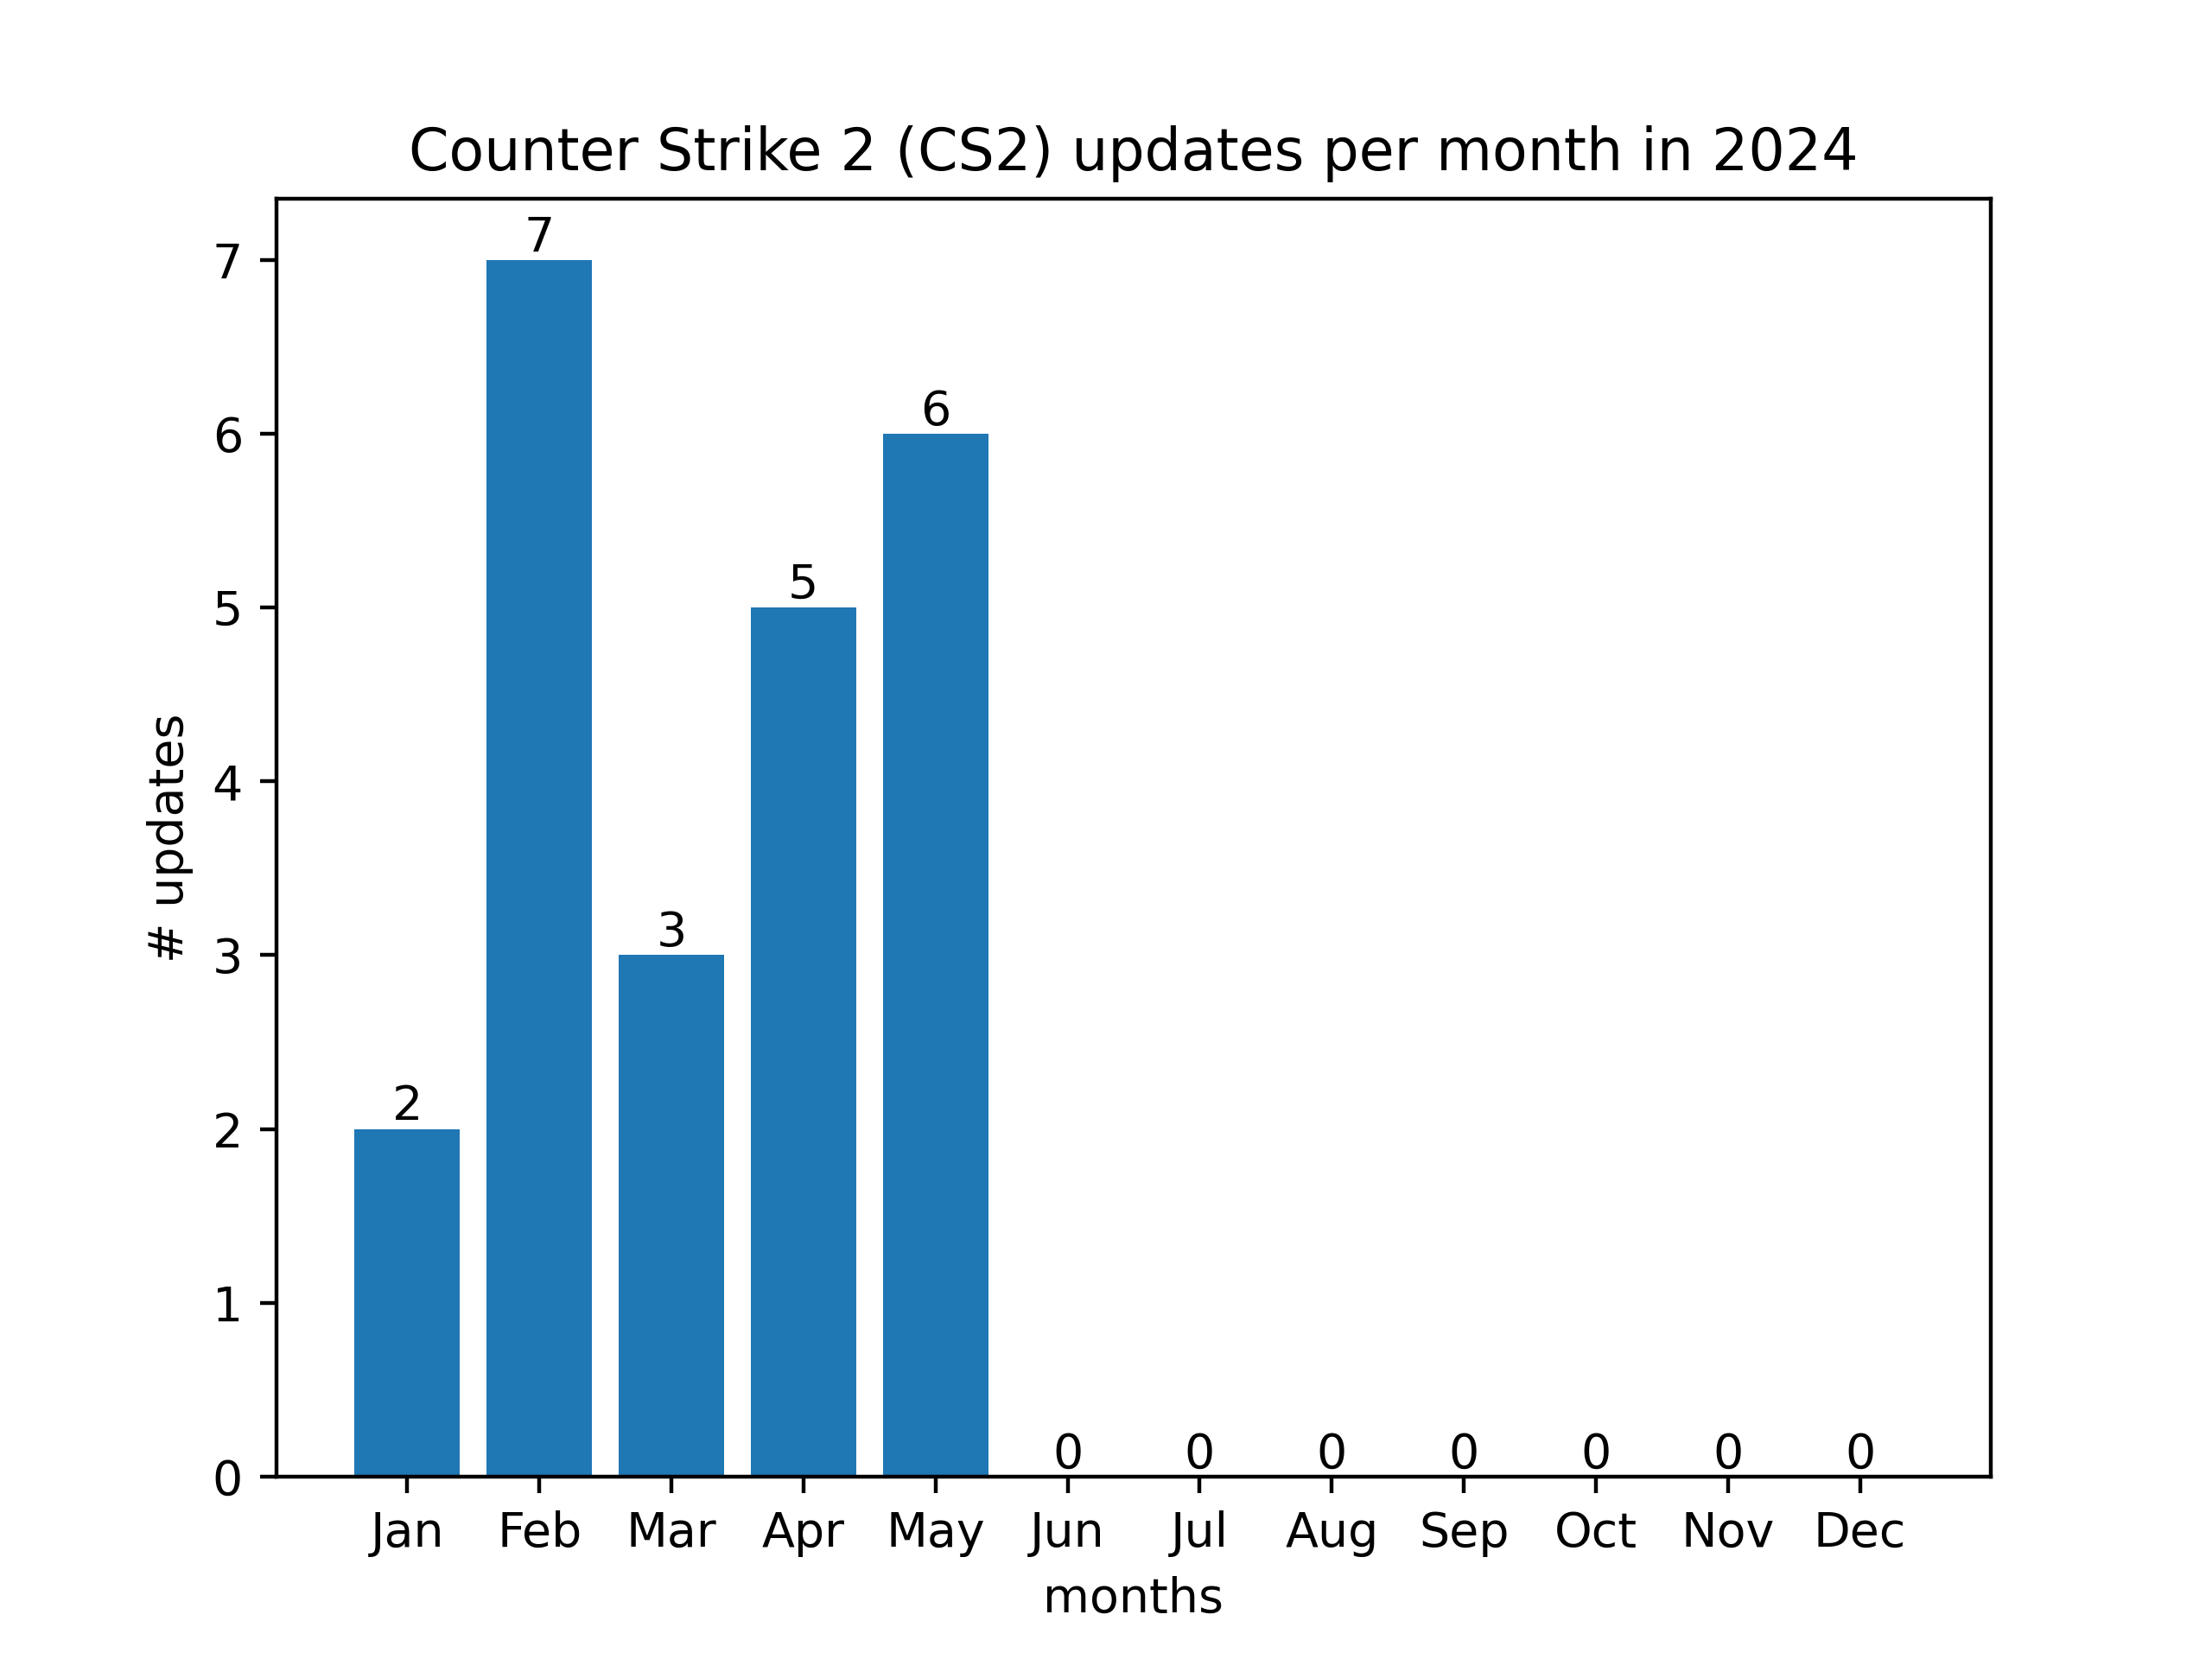 Counter Strike 2 (CS2) updates per month in 2024
7
7
6
6
5
5
# updates
4
3
3
2
2
1
0
0 0 0 0 0 0 0
Jan Feb Mar Apr May Jun Jul Aug Sep Oct Nov Dec
months